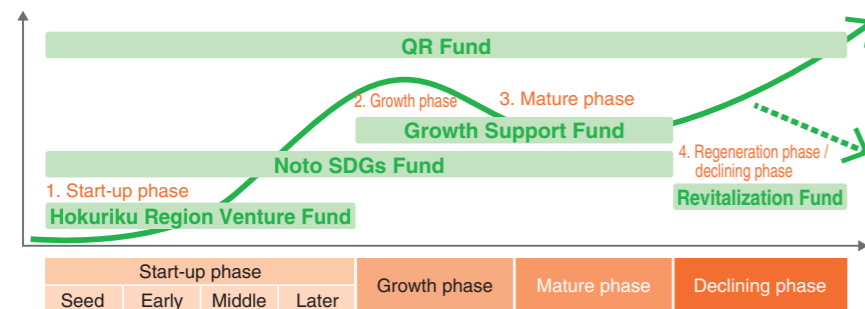 QR Fund
2. Growth phase
3. Mature phase
Growth Support Fund
Noto SDGs Fund
4. Regeneration phase /
declining phase
1. Start-up phase
Hokuriku Region Venture Fund
Revitalization Fund
Start-up phase
Growth phase
Mature phase
Declining phase
Seed
Early
Middle
Later